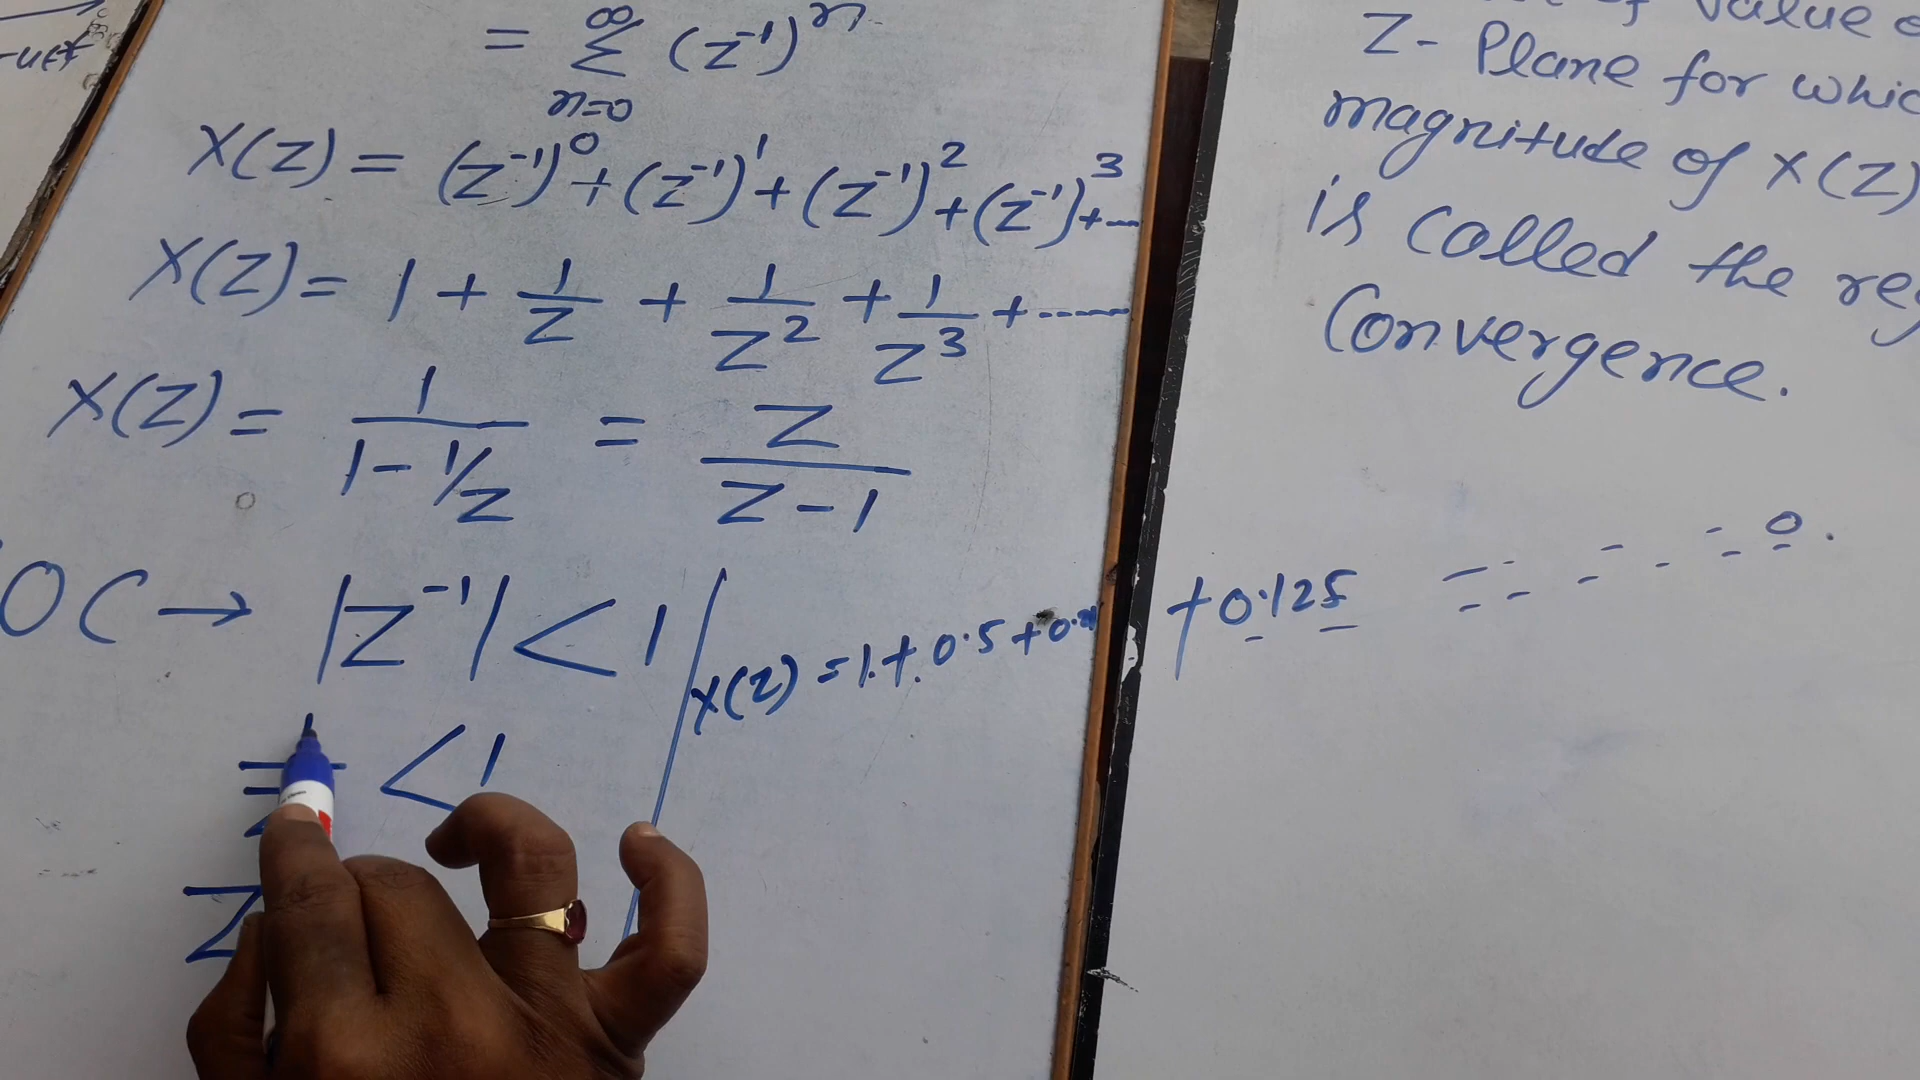 = ∞ Σ n=0 (z⁻¹)ⁿ
X(Z) = (z⁻¹)⁰ + (z⁻¹)¹ + (z⁻¹)² + (z⁻¹)³ + ...
X(Z) = 1 + 1/Z + 1/Z² + 1/Z³ + ......
X(Z) = 1/(1 - 1/Z) = Z/(Z - 1)
OC → |Z⁻¹| < 1
X(Z) = 1 + 0.5 + + 0.125 ----- 0.
< 1
Z
of value
Z - Plane for
magnitude of X(Z)
is called the
Convergence.